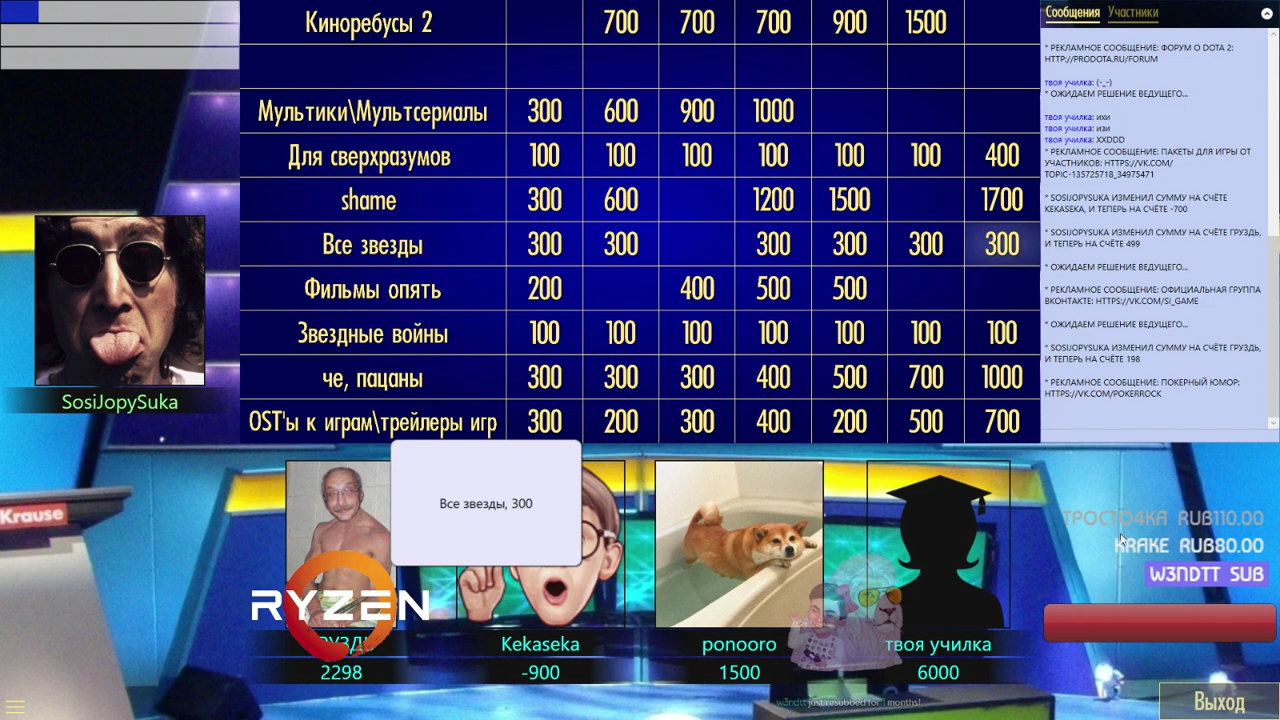 Киноребусы 2 700 700 700 900 1500
Мультики\Мультсериалы 300 600 900 1000
Для сверхразумов 100 100 100 100 100 100 400
shame 300 600 1200 1500 1700
Все звезды 300 300 300 300 300 300
Фильмы опять 200 400 500 500
Звездные войны 100 100 100 100 100 100 100
че, пацаны 300 300 300 400 500 700 1000
OST'ы к играм\трейлеры игр 300 200 300 400 200 500 700
Сообщения Участники
* РЕКЛАМНОЕ СООБЩЕНИЕ: ФОРУМ О DOTA 2:
HTTP://PRODOTA.RU/FORUM
твоя училка: (-_-)
* ОЖИДАЕМ РЕШЕНИЕ ВЕДУЩЕГО...
твоя училка: ихи
твоя училка: изи
твоя училка: XXDDD
* РЕКЛАМНОЕ СООБЩЕНИЕ: ПАКЕТЫ ДЛЯ ИГРЫ ОТ
УЧАСТНИКОВ: HTTPS://VK.COM/
TOPIC-135725718_34975471
* SOSIJOPYSUKA ИЗМЕНИЛ СУММУ НА СЧЁТЕ
KEKASEKA, И ТЕПЕРЬ НА СЧЁТЕ -700
* SOSIJOPYSUKA ИЗМЕНИЛ СУММУ НА СЧЁТЕ ГРУЗДЬ,
И ТЕПЕРЬ НА СЧЁТЕ 499
* ОЖИДАЕМ РЕШЕНИЕ ВЕДУЩЕГО...
* РЕКЛАМНОЕ СООБЩЕНИЕ: ОФИЦИАЛЬНАЯ ГРУППА
ВКОНТАКТЕ: HTTPS://VK.COM/SI_GAME
* ОЖИДАЕМ РЕШЕНИЕ ВЕДУЩЕГО...
* SOSIJOPYSUKA ИЗМЕНИЛ СУММУ НА СЧЁТЕ ГРУЗДЬ,
И ТЕПЕРЬ НА СЧЁТЕ 198
* РЕКЛАМНОЕ СООБЩЕНИЕ: ПОКЕРНЫЙ ЮМОР:
HTTPS://VK.COM/POKERROCK
SosiJopySuka
Krause
Все звезды, 300
RYZEN
Kekaseka
ponooro
твоя училка
2298
-900
1500
6000
TPOCTO4KA RUB110.00
KRAKE RUB80.00
W3NDTT SUB
w3ndtt just resubbed for months!
Выход